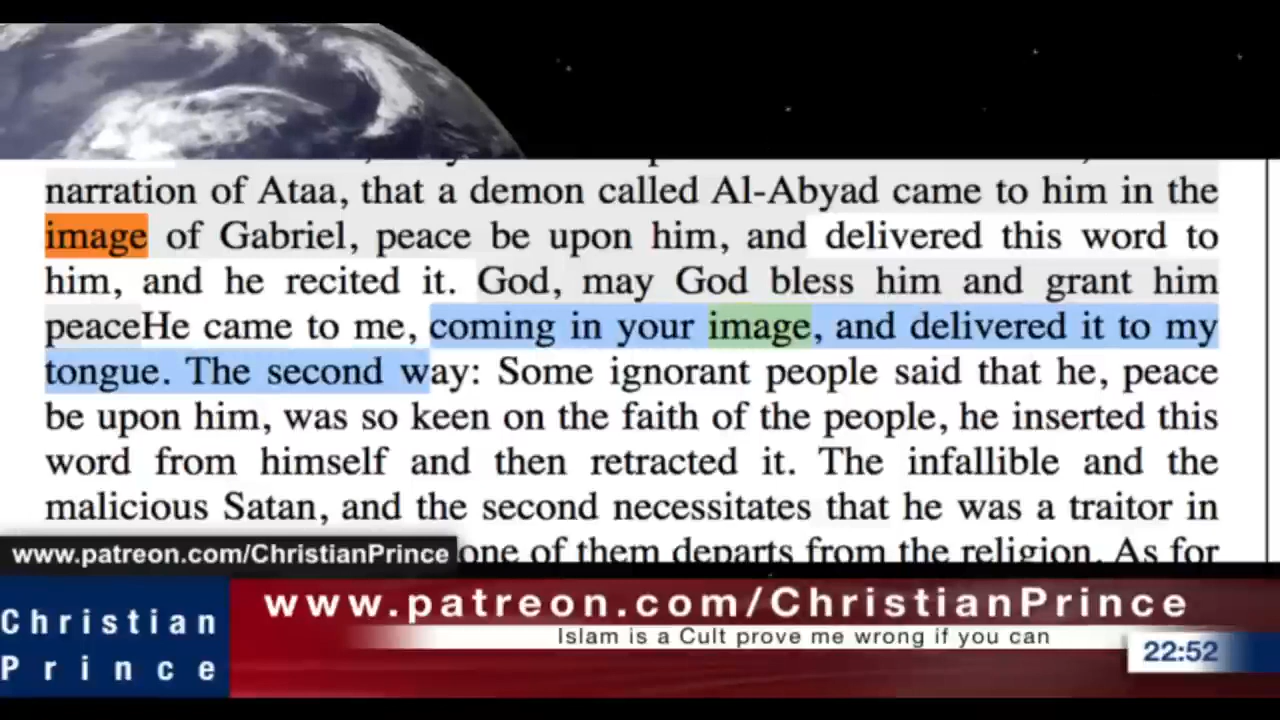 narration of Ataa, that a demon called Al-Abyad came to him in the
image of Gabriel, peace be upon him, and delivered this word to
him, and he recited it. God, may God bless him and grant him
peaceHe came to me, coming in your image, and delivered it to my
tongue. The second way: Some ignorant people said that he, peace
be upon him, was so keen on the faith of the people, he inserted this
word from himself and then retracted it. The infallible and the
malicious Satan, and the second necessitates that he was a traitor in
one of them departs from the religion. As for
www.patreon.com/ChristianPrince
www.patreon.com/ChristianPrince
Islam is a Cult prove me wrong if you can
Christian
Prince
22:52